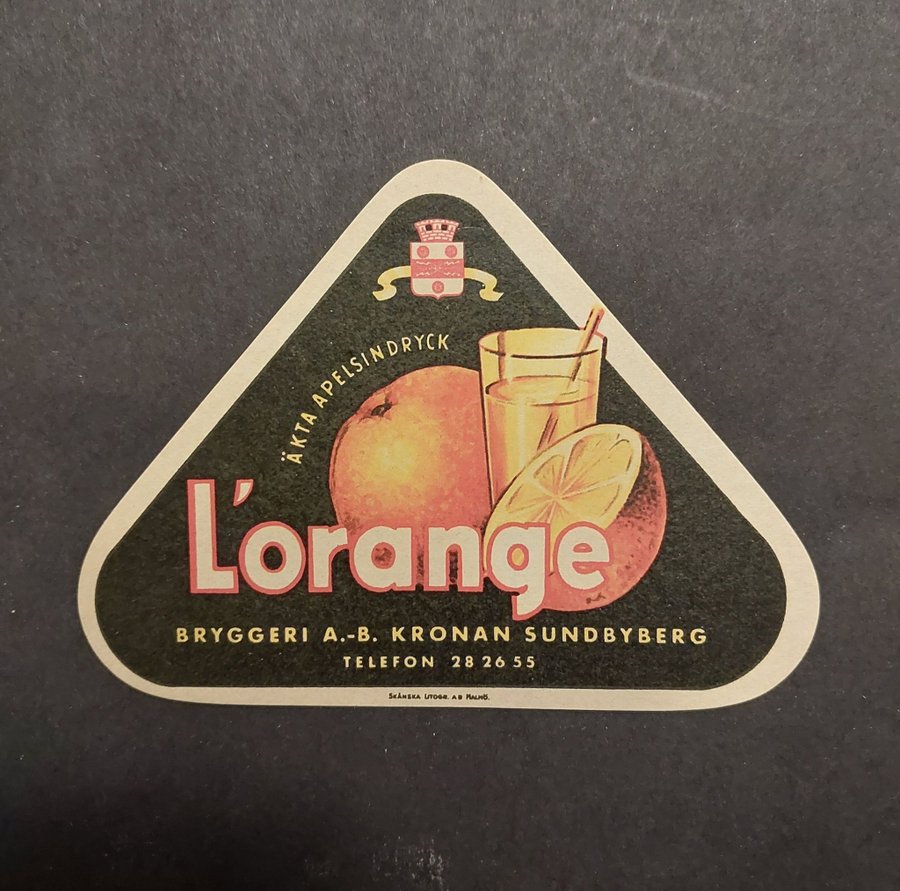 ÄKTA APELSINDRYCK
L'orange
BRYGGERI A.-B. KRONAN SUNDBYBERG
TELEFON 28 26 55
SKÅNSKA LITOGR. AB MALMÖ.